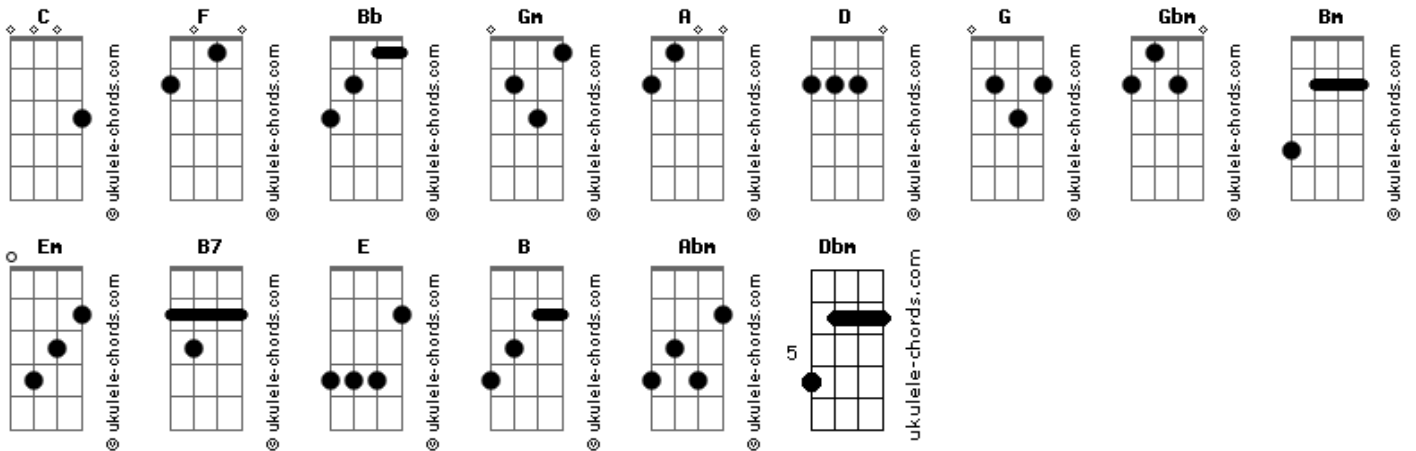 C F Bb Gm A D G Gbm Bm
ukulele-chords.com ukulele-chords.com ukulele-chords.com ukulele-chords.com ukulele-chords.com ukulele-chords.com ukulele-chords.com ukulele-chords.com ukulele-chords.com
Em B7 E B Abm Dbm
5
ukulele-chords.com ukulele-chords.com ukulele-chords.com ukulele-chords.com ukulele-chords.com ukulele-chords.com